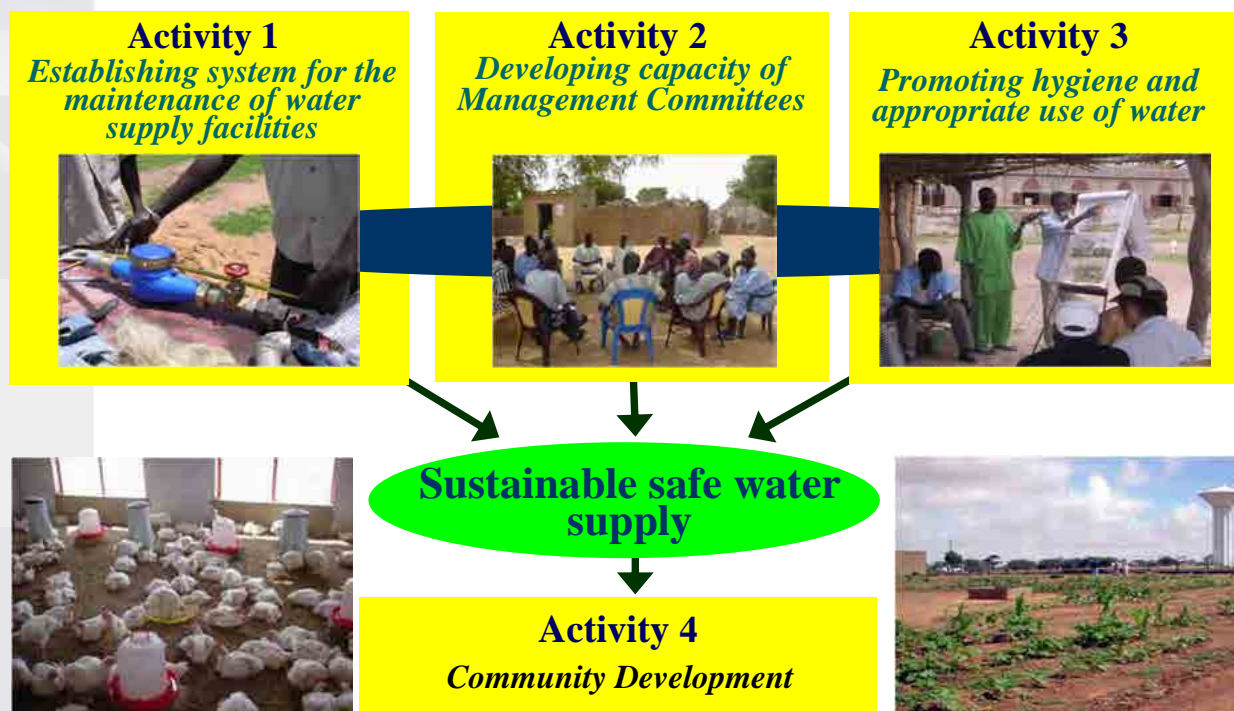 Activity 1
Establishing system for the
maintenance of water
supply facilities
Activity 2
Developing capacity of
Management Committees
Activity 3
Promoting hygiene and
appropriate use of water
Sustainable safe water
supply
Activity 4
Community Development